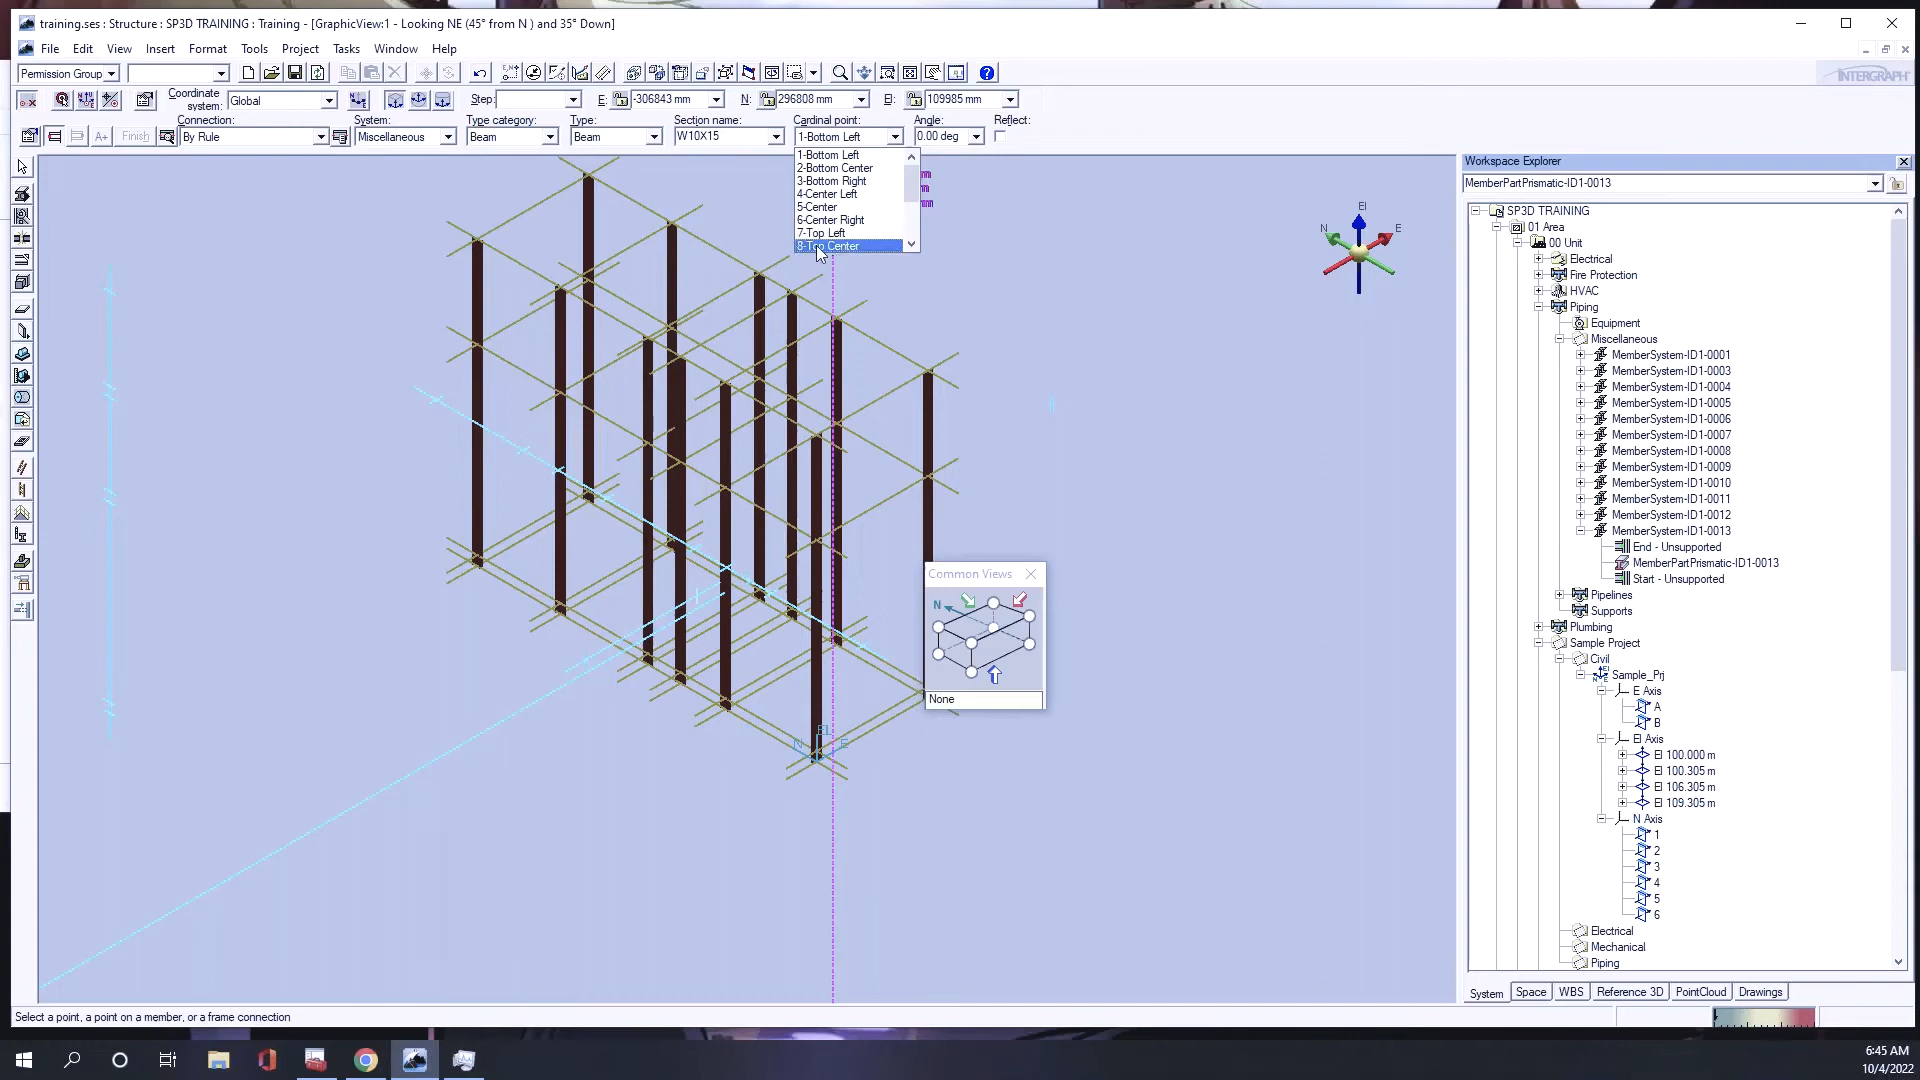 training.ses : Structure : SP3D TRAINING : Training - [GraphicView:1 - Looking NE (45° from N ) and 35° Down]
File Edit View Insert Format Tools Project Tasks Window Help
Permission Group
INTERGRAPH
Coordinate system: Global Step: E: -306843 mm N: 296808 mm El: 109985 mm
Connection: System: Type category: Type: Section name: Cardinal point: Angle: Reflect:
Finish By Rule Miscellaneous Beam Beam W10X15 1-Bottom Left 0.00 deg
1-Bottom Left
2-Bottom Center
3-Bottom Right
4-Center Left
5-Center
6-Center Right
7-Top Left
8-Top Center
El
N E
EL
N E
Common Views
N
None
Workspace Explorer
MemberPartPrismatic-ID1-0013
SP3D TRAINING
01 Area
00 Unit
Electrical
Fire Protection
HVAC
Piping
Equipment
Miscellaneous
MemberSystem-ID1-0001
MemberSystem-ID1-0003
MemberSystem-ID1-0004
MemberSystem-ID1-0005
MemberSystem-ID1-0006
MemberSystem-ID1-0007
MemberSystem-ID1-0008
MemberSystem-ID1-0009
MemberSystem-ID1-0010
MemberSystem-ID1-0011
MemberSystem-ID1-0012
MemberSystem-ID1-0013
End - Unsupported
MemberPartPrismatic-ID1-0013
Start - Unsupported
Pipelines
Supports
Plumbing
Sample Project
Civil
Sample_Prj
E Axis
A
B
El Axis
El 100.000 m
El 100.305 m
El 106.305 m
El 109.305 m
N Axis
1
2
3
4
5
6
Electrical
Mechanical
Piping
System Space WBS Reference 3D PointCloud Drawings
Select a point, a point on a member, or a frame connection
6:45 AM
10/4/2022